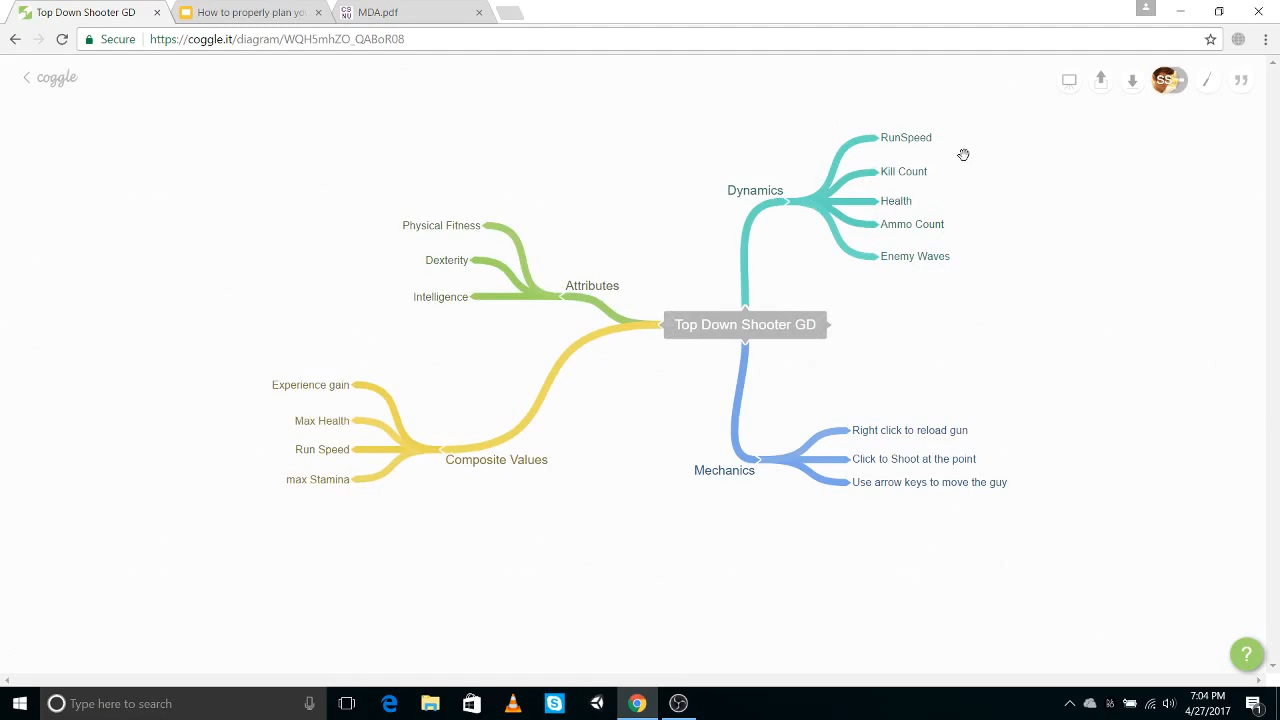 Top Down Shooter GD
How to properly plan yo
CS
NU
MDA.pdf
Secure
https://coggle.it/diagram/WQH5mhZO_QABoR08
coggle
SS
RunSpeed
Kill Count
Dynamics
Health
Ammo Count
Enemy Waves
Physical Fitness
Dexterity
Attributes
Intelligence
Top Down Shooter GD
Experience gain
Max Health
Run Speed
Composite Values
max Stamina
Right click to reload gun
Click to Shoot at the point
Mechanics
Use arrow keys to move the guy
?
Type here to search
7:04 PM
4/27/2017